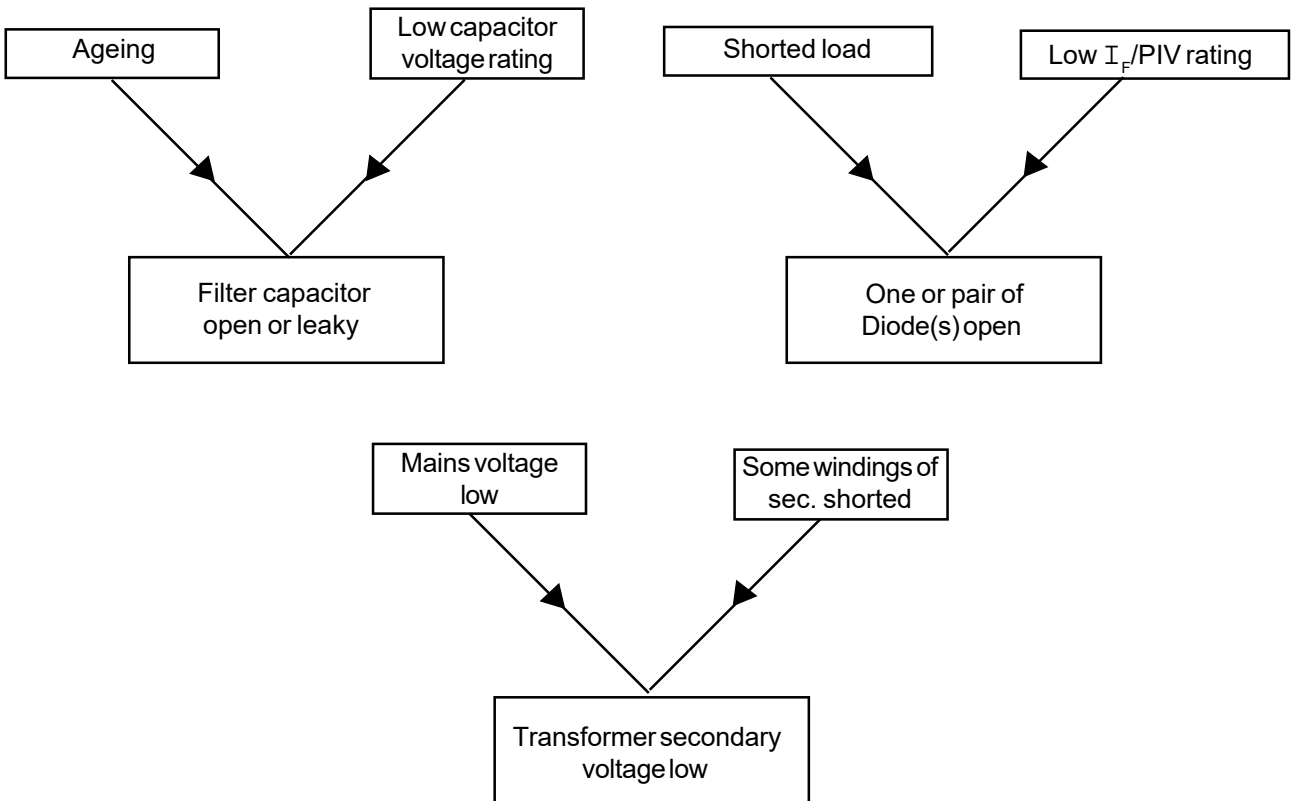 Ageing
Low capacitor
voltage rating
Shorted load
Low I_F/PIV rating
Filter capacitor
open or leaky
One or pair of
Diode(s) open
Mains voltage
low
Some windings of
sec. shorted
Transformer secondary
voltage low